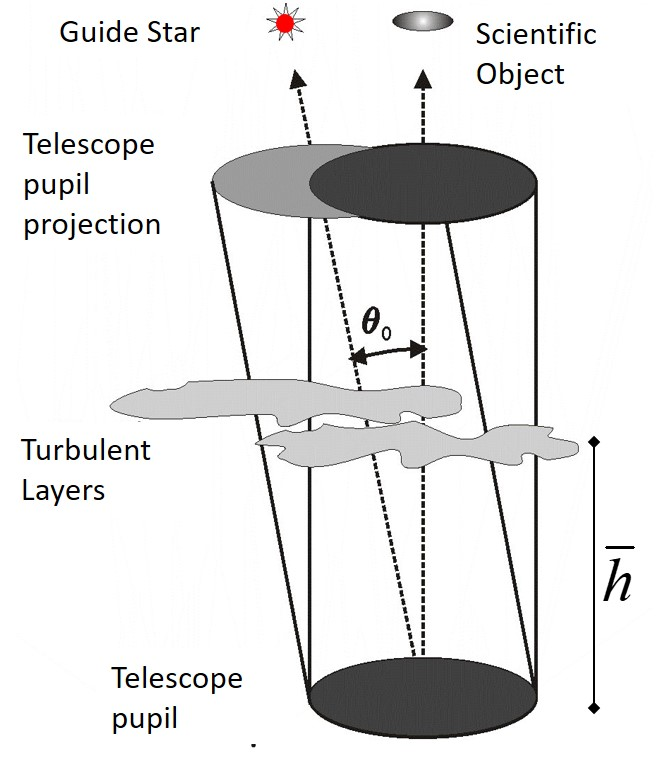 Guide Star
Scientific
Object
Telescope
pupil
projection
θ₀
Turbulent
Layers
h̅
Telescope
pupil